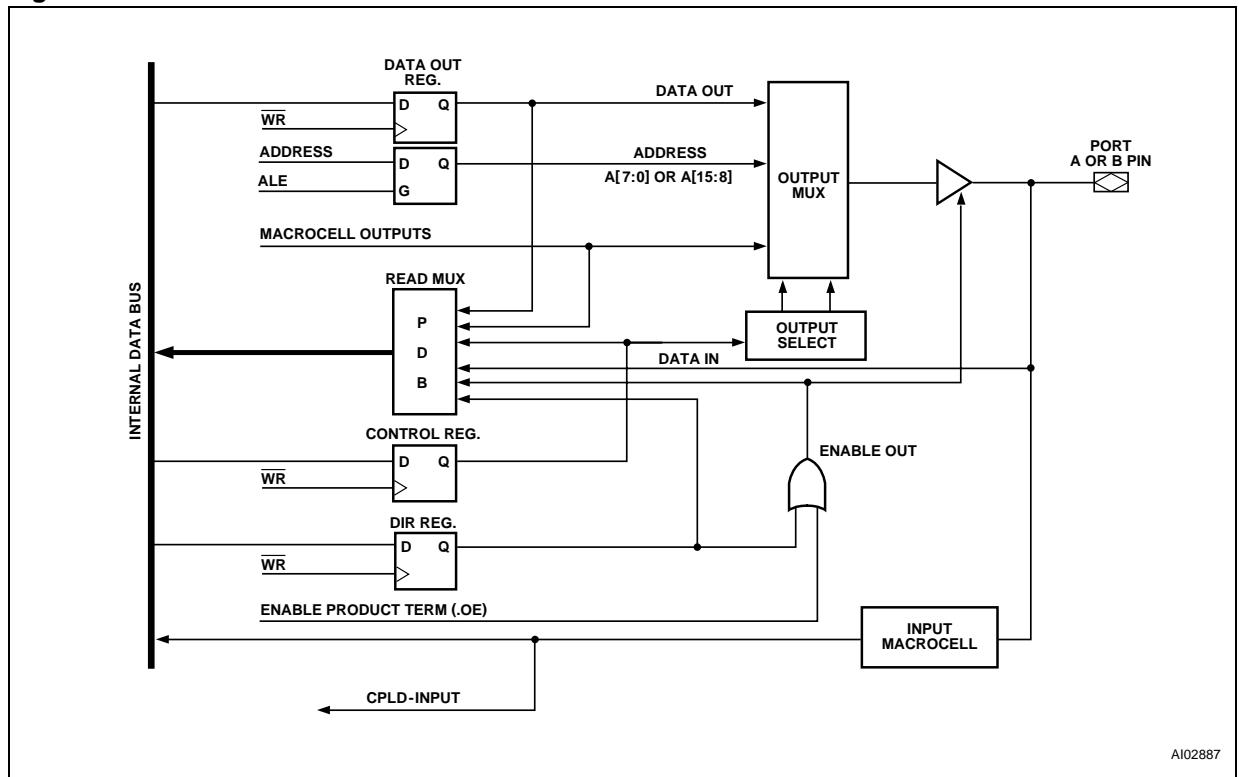 DATA OUT
REG.
D Q
WR
DATA OUT
ADDRESS
ALE
D Q
G
ADDRESS
A[7:0] OR A[15:8]
OUTPUT
MUX
PORT
A OR B PIN
MACROCELL OUTPUTS
READ MUX
P
D
B
OUTPUT
SELECT
DATA IN
INTERNAL DATA BUS
CONTROL REG.
D Q
WR
ENABLE OUT
DIR REG.
D Q
WR
ENABLE PRODUCT TERM (.OE)
INPUT
MACROCELL
CPLD-INPUT
AI02887